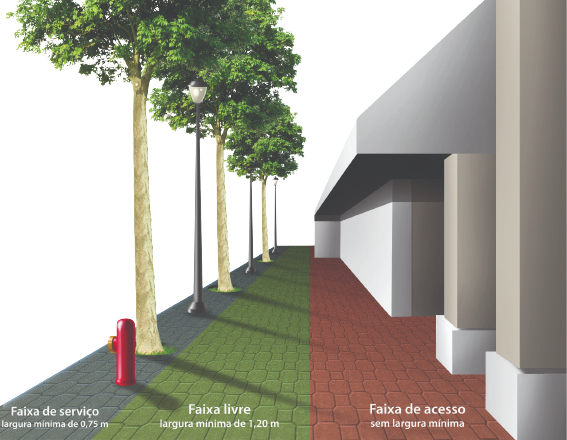 Faixa de serviço
largura mínima de 0,75 m
Faixa livre
largura mínima de 1,20 m
Faixa de acesso
sem largura mínima